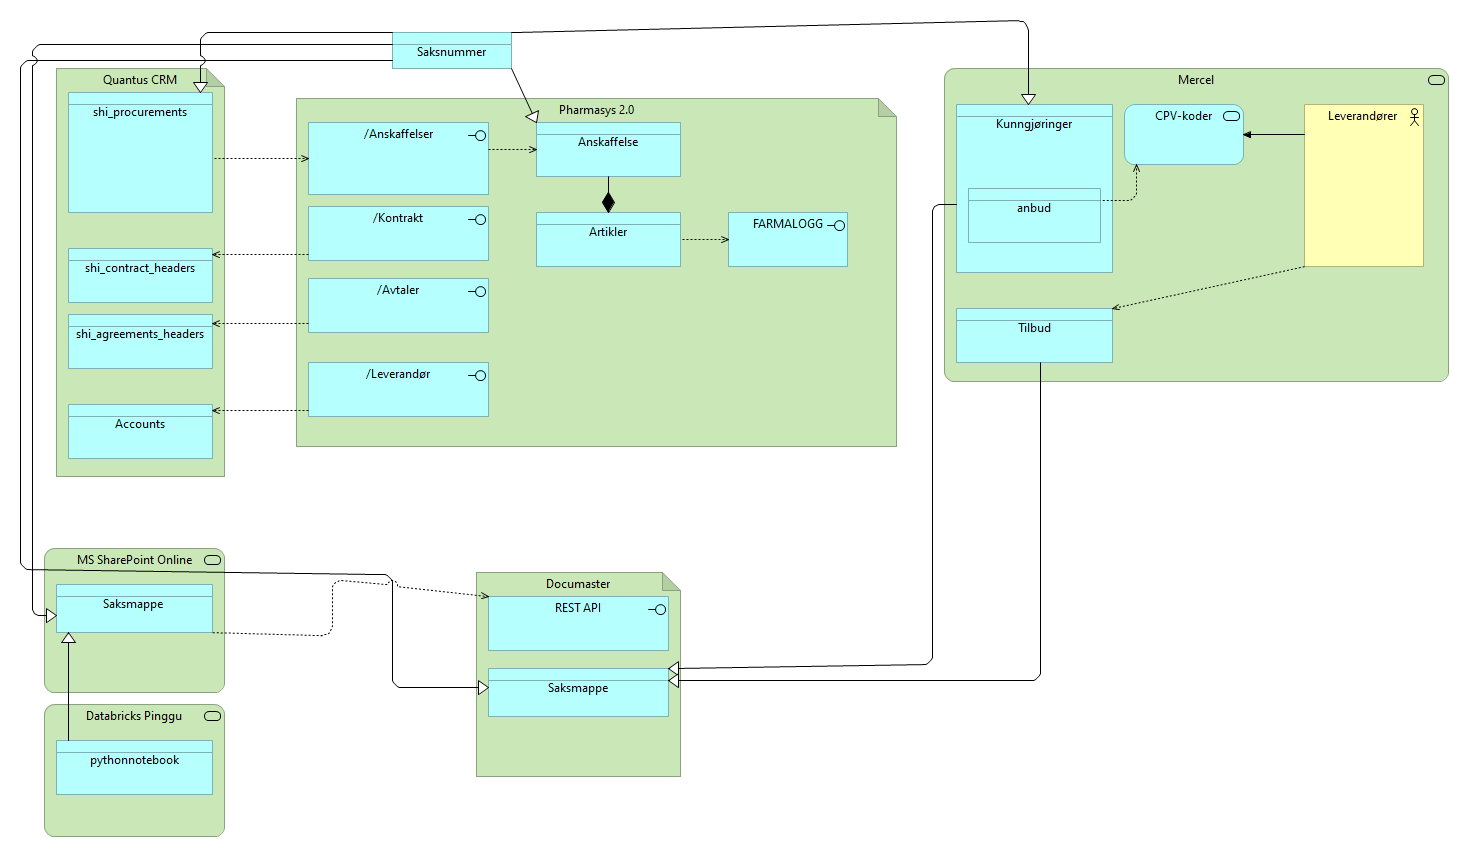 Saksnummer
Quantus CRM
shi_procurements
shi_contract_headers
shi_agreements_headers
Accounts
Pharmasys 2.0
/Anskaffelser
Anskaffelse
/Kontrakt
Artikler
FARMALOGG
/Avtaler
/Leverandør
Mercel
Kunngjøringer
anbud
CPV-koder
Leverandører
Tilbud
MS SharePoint Online
Saksmappe
Databricks Pinggu
pythonnotebook
Documaster
REST API
Saksmappe